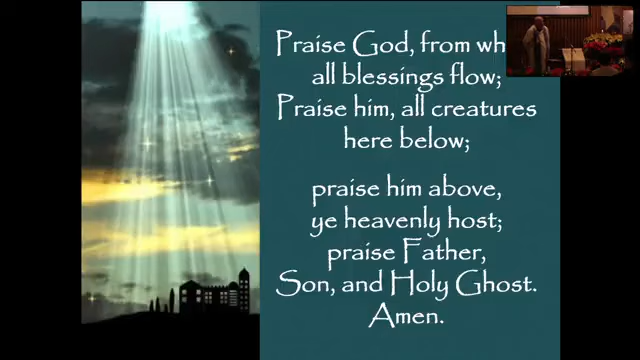 Praise God, from wh
all blessings flow;
Praise him, all creatures
here below;
praise him above,
ye heavenly host;
praise Father,
Son, and Holy Ghost.
Amen.